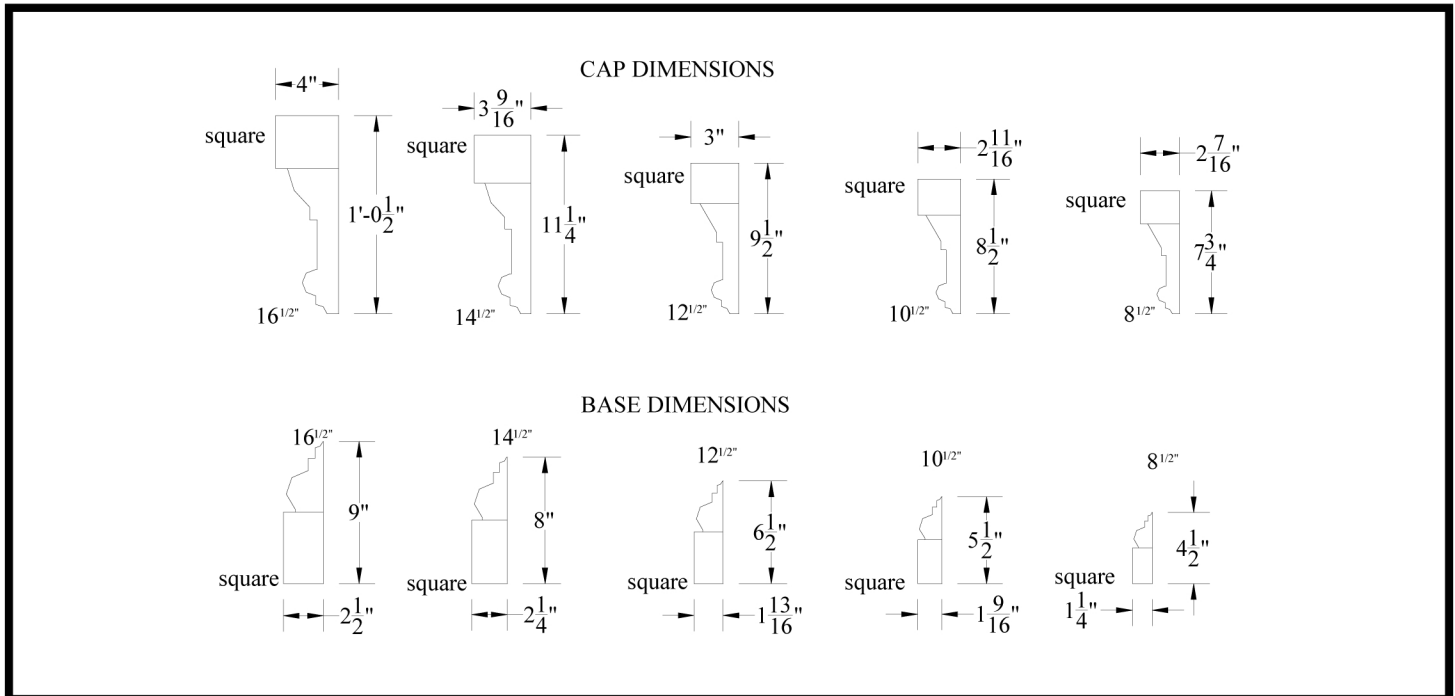 CAP DIMENSIONS
4"
3 9/16"
3"
2 11/16"
2 7/16"
square
square
square
square
square
1'-0 1/2"
11 1/4"
9 1/2"
8 1/2"
7 3/4"
16 1/2"
14 1/2"
12 1/2"
10 1/2"
8 1/2"
BASE DIMENSIONS
16 1/2"
14 1/2"
12 1/2"
10 1/2"
8 1/2"
9"
8"
6 1/2"
5 1/2"
4 1/2"
square
square
square
square
square
2 1/2"
2 1/4"
1 13/16"
1 9/16"
1 1/4"